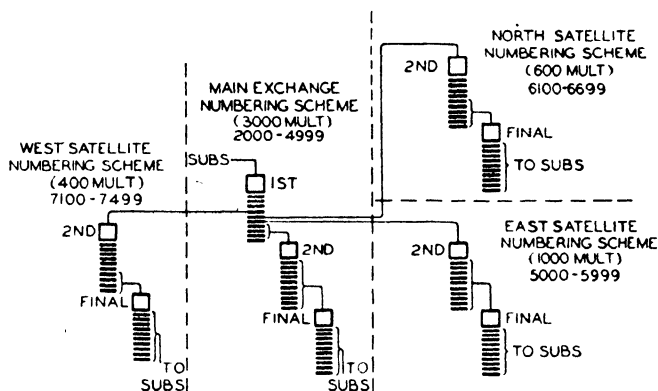 WEST SATELLITE
NUMBERING SCHEME
(400 MULT)
7100-7499
2ND
FINAL
TO
SUBS
MAIN EXCHANGE
NUMBERING SCHEME
(3000 MULT)
2000-4999
SUBS
1ST
2ND
FINAL
TO
SUBS
NORTH SATELLITE
NUMBERING SCHEME
(600 MULT)
6100-6699
2ND
FINAL
TO SUBS
EAST SATELLITE
NUMBERING SCHEME
(1000 MULT)
5000-5999
2ND
FINAL
TO SUBS